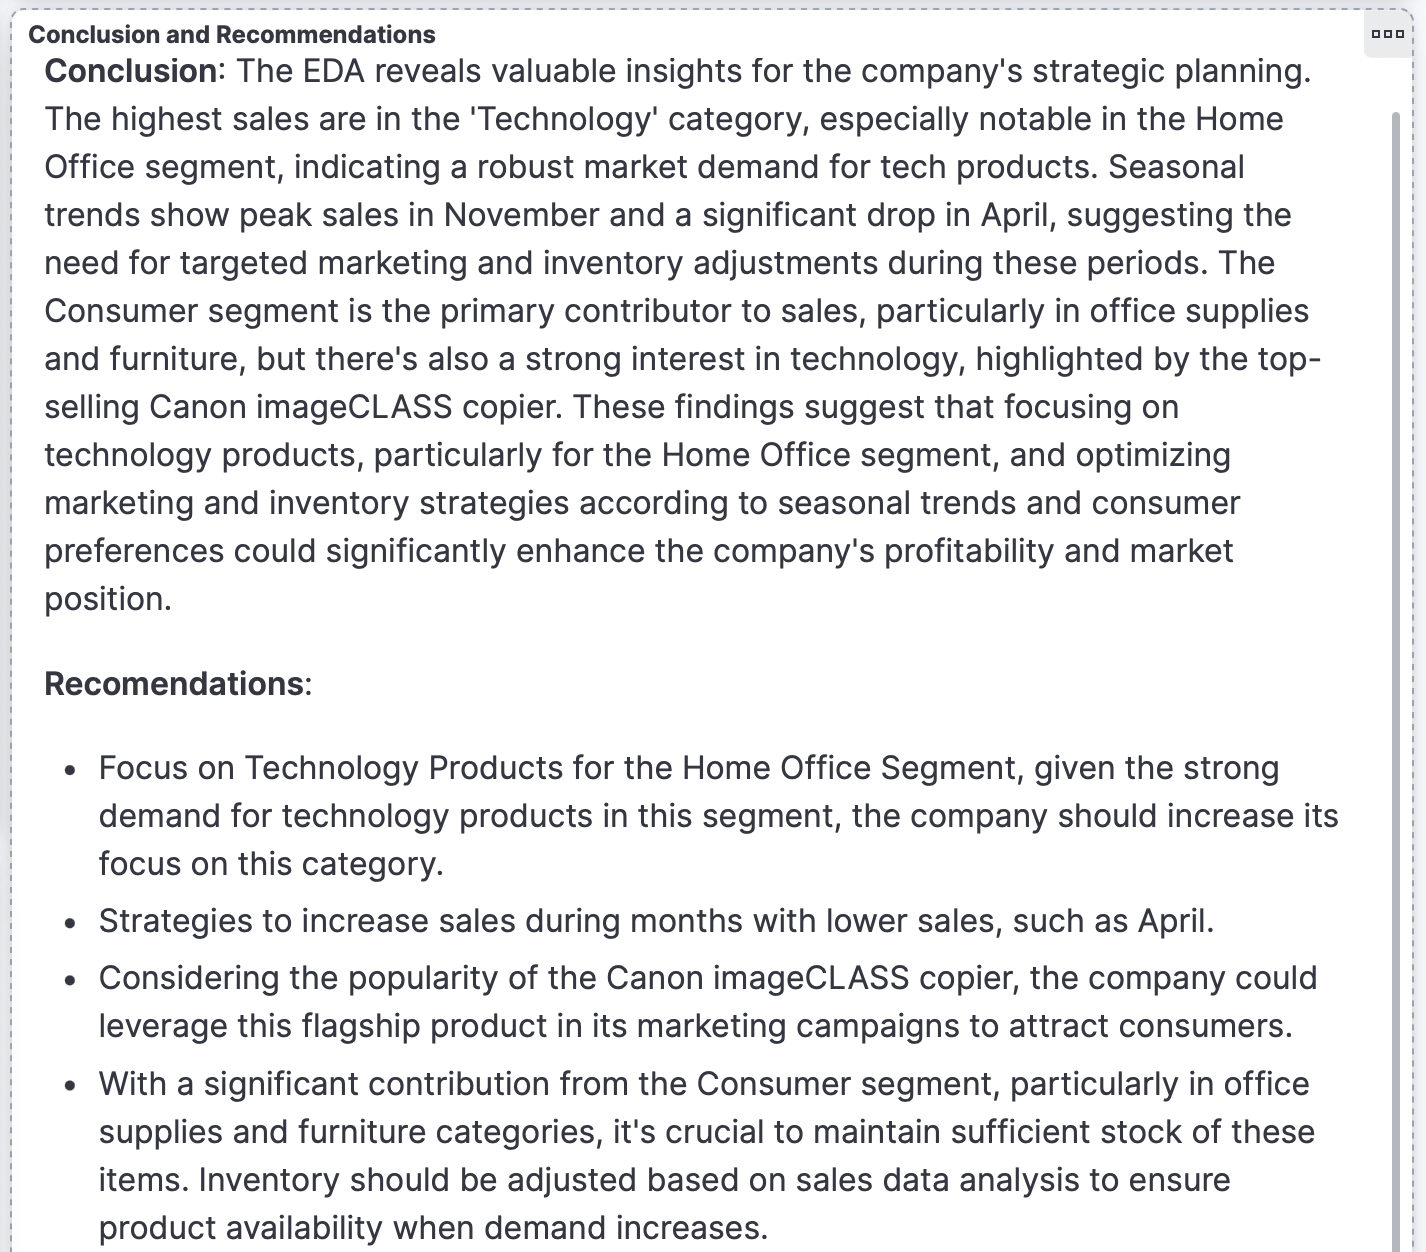 Conclusion and Recommendations
Conclusion: The EDA reveals valuable insights for the company's strategic planning.
The highest sales are in the 'Technology' category, especially notable in the Home
Office segment, indicating a robust market demand for tech products. Seasonal
trends show peak sales in November and a significant drop in April, suggesting the
need for targeted marketing and inventory adjustments during these periods. The
Consumer segment is the primary contributor to sales, particularly in office supplies
and furniture, but there's also a strong interest in technology, highlighted by the top-
selling Canon imageCLASS copier. These findings suggest that focusing on
technology products, particularly for the Home Office segment, and optimizing
marketing and inventory strategies according to seasonal trends and consumer
preferences could significantly enhance the company's profitability and market
position.
Recomendations:
• Focus on Technology Products for the Home Office Segment, given the strong
demand for technology products in this segment, the company should increase its
focus on this category.
• Strategies to increase sales during months with lower sales, such as April.
• Considering the popularity of the Canon imageCLASS copier, the company could
leverage this flagship product in its marketing campaigns to attract consumers.
• With a significant contribution from the Consumer segment, particularly in office
supplies and furniture categories, it's crucial to maintain sufficient stock of these
items. Inventory should be adjusted based on sales data analysis to ensure
product availability when demand increases.